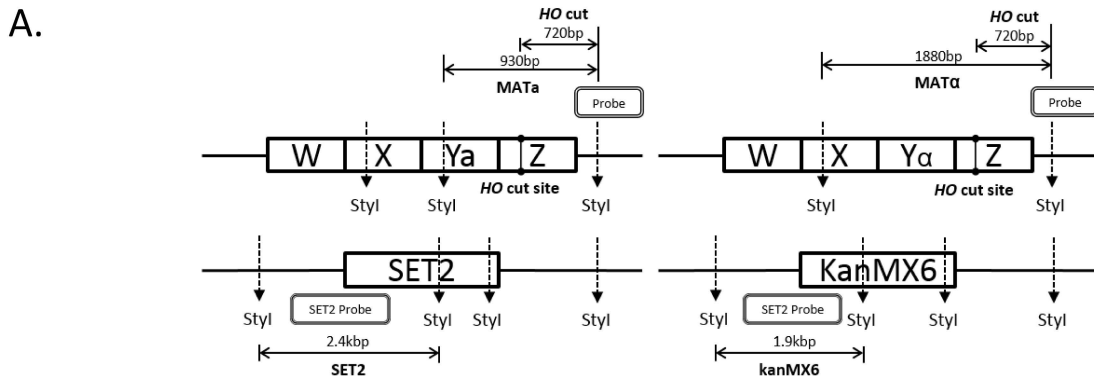 A.
HO cut
720bp
930bp
MATa
Probe
W X Ya Z
HO cut site
StyI StyI StyI
HO cut
720bp
1880bp
MATα
Probe
W X Yα Z
HO cut site
StyI StyI
SET2
SET2 Probe
StyI StyI StyI StyI
2.4kbp
SET2
KanMX6
SET2 Probe
StyI StyI StyI StyI
1.9kbp
kanMX6